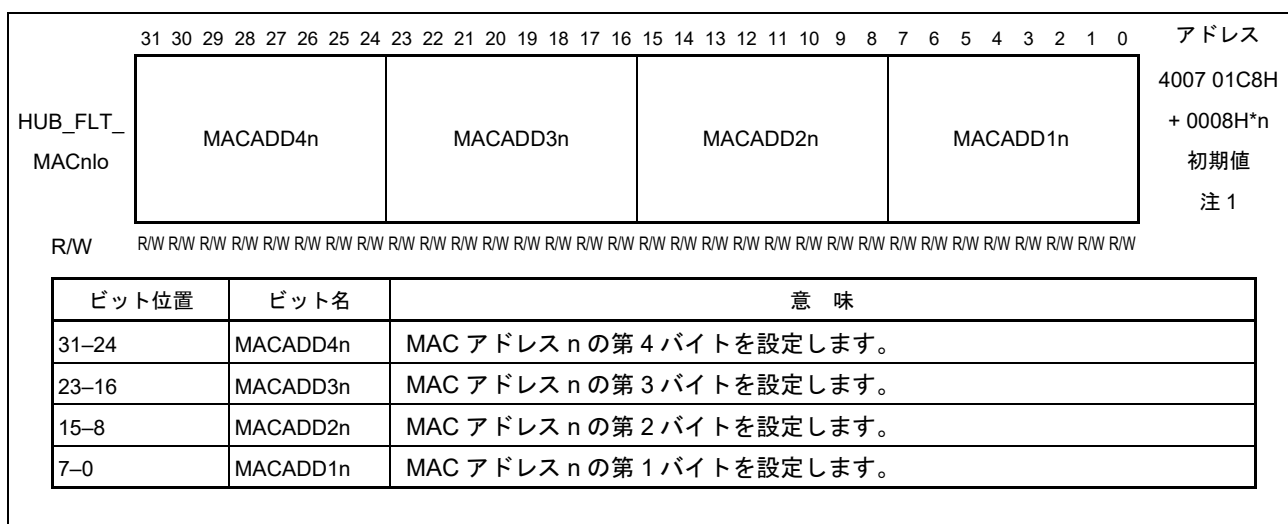 31 30 29 28 27 26 25 24 23 22 21 20 19 18 17 16 15 14 13 12 11 10 9 8 7 6 5 4 3 2 1 0 アドレス
HUB_FLT_
MACnlo
MACADD4n MACADD3n MACADD2n MACADD1n
4007 01C8H
+ 0008H*n
初期値
注 1
R/W R/W R/W R/W R/W R/W R/W R/W R/W R/W R/W R/W R/W R/W R/W R/W R/W R/W R/W R/W R/W R/W R/W R/W R/W R/W R/W R/W R/W R/W R/W R/W R/W
ビット位置 ビット名 意 味
31–24 MACADD4n MAC アドレス n の第 4 バイトを設定します。
23–16 MACADD3n MAC アドレス n の第 3 バイトを設定します。
15–8 MACADD2n MAC アドレス n の第 2 バイトを設定します。
7–0 MACADD1n MAC アドレス n の第 1 バイトを設定します。